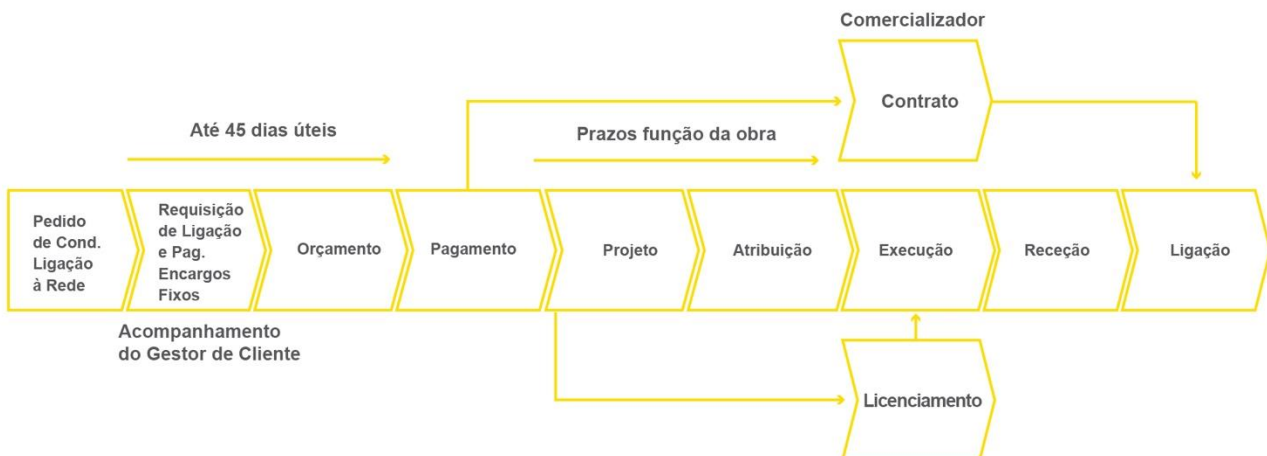 Comercializador
Contrato
Até 45 dias úteis
Prazos função da obra
Pedido
de Cond.
Ligação
à Rede
Requisição
de Ligação
e Pag.
Encargos
Fixos
Orçamento
Pagamento
Projeto
Atribuição
Execução
Receção
Ligação
Acompanhamento
do Gestor de Cliente
Licenciamento